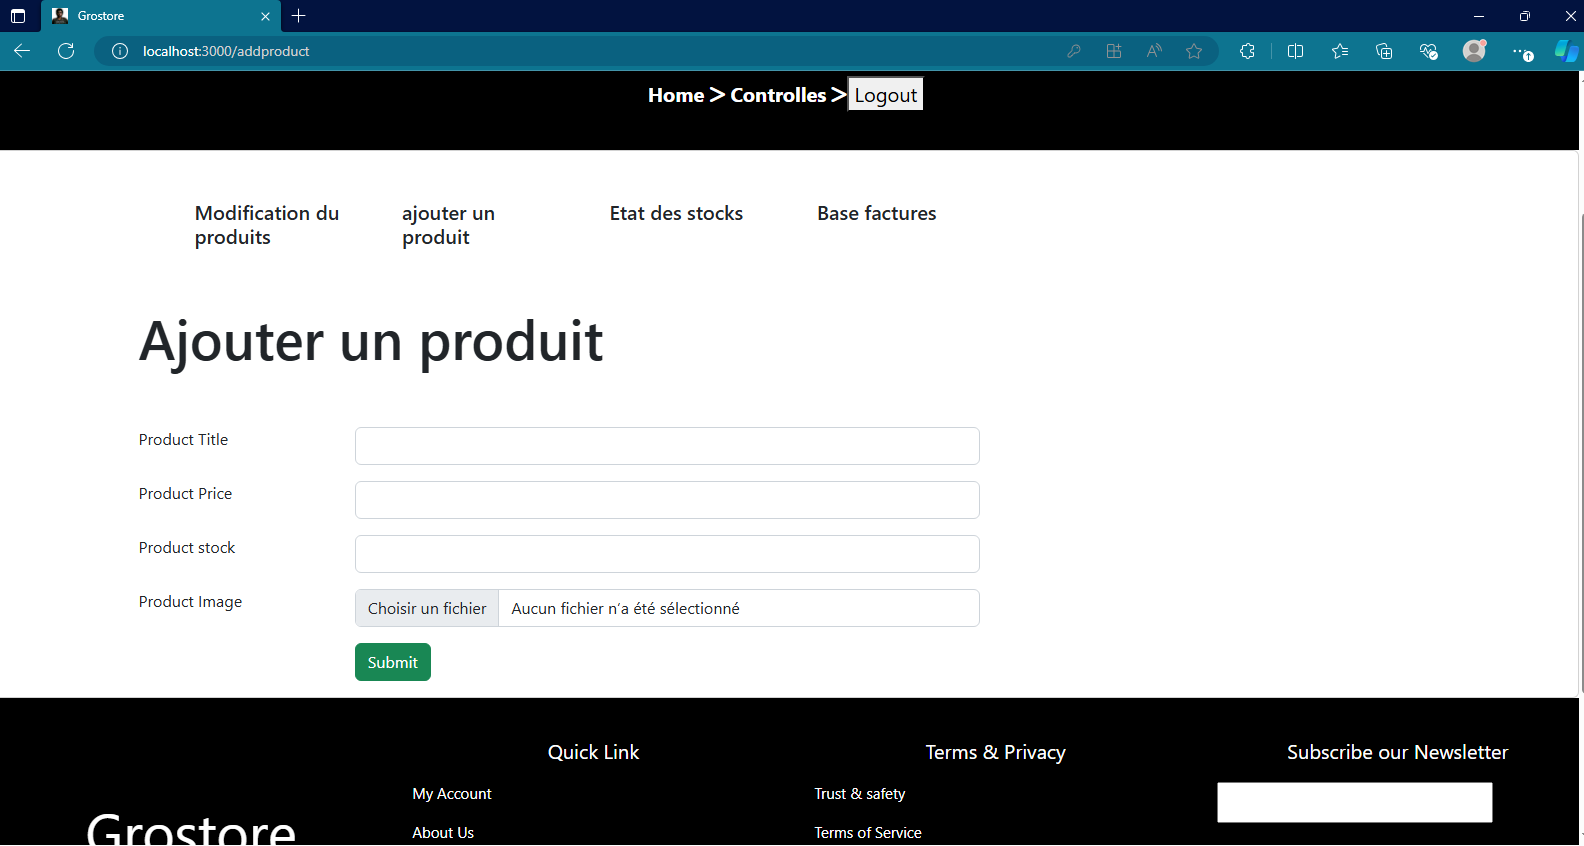 Grostore
localhost:3000/addproduct
Home > Controlles > Logout
Modification du produits
ajouter un produit
Etat des stocks
Base factures
Ajouter un produit
Product Title
Product Price
Product stock
Product Image
Choisir un fichier Aucun fichier n'a été sélectionné
Submit
Quick Link
Terms & Privacy
Subscribe our Newsletter
My Account
Trust & safety
Grostore
About Us
Terms of Service